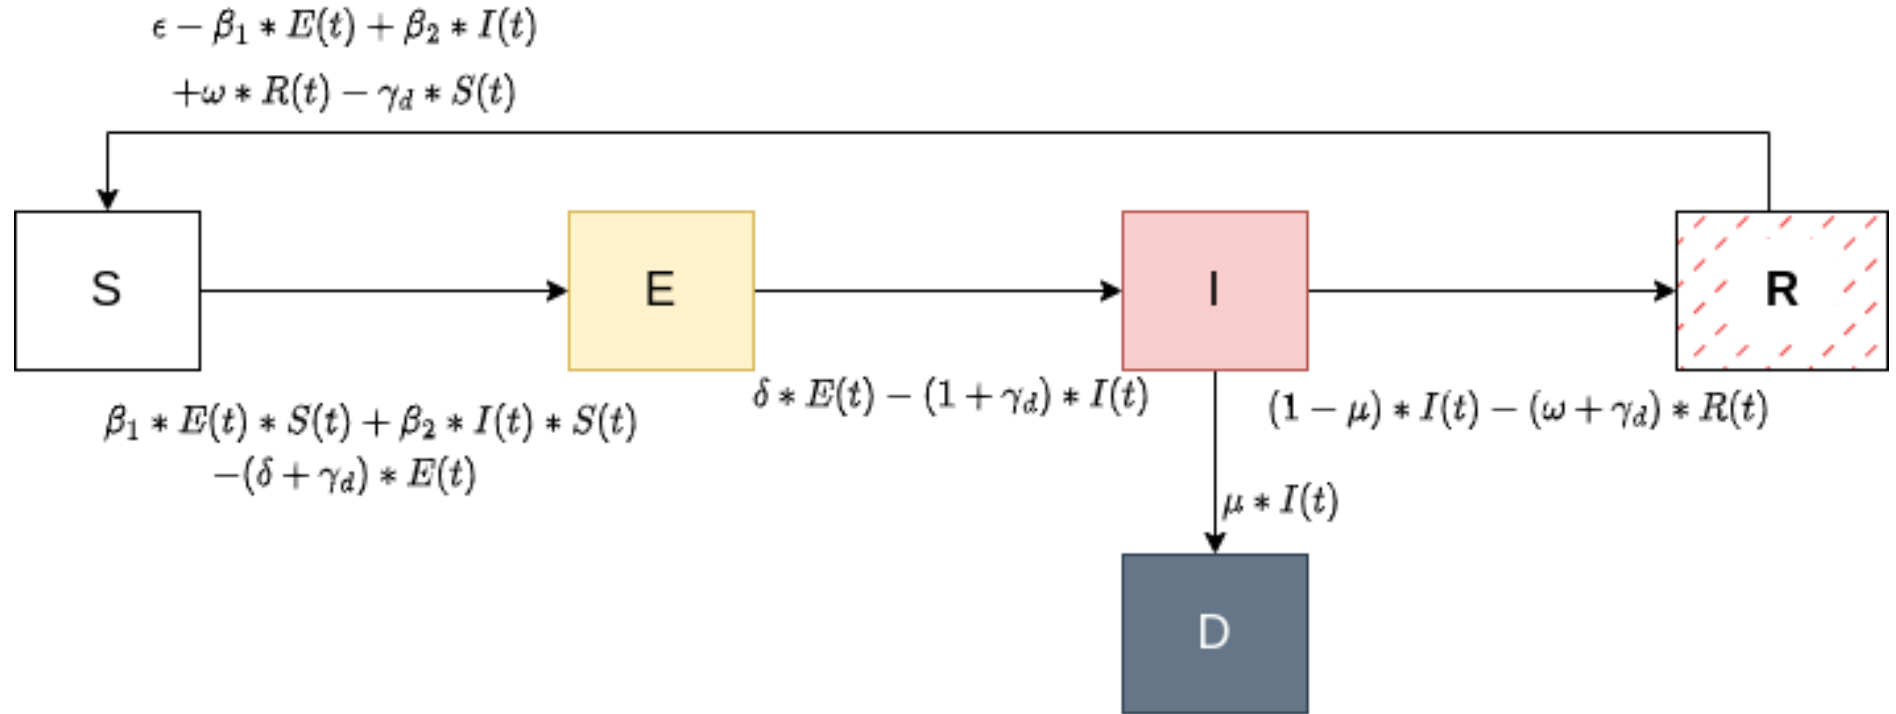 ϵ − β₁ * E(t) + β₂ * I(t)
+ω * R(t) − γ_d * S(t)
S
E
I
R
β₁ * E(t) * S(t) + β₂ * I(t) * S(t)
−(δ + γ_d) * E(t)
δ * E(t) − (1 + γ_d) * I(t)
(1 − μ) * I(t) − (ω + γ_d) * R(t)
μ * I(t)
D